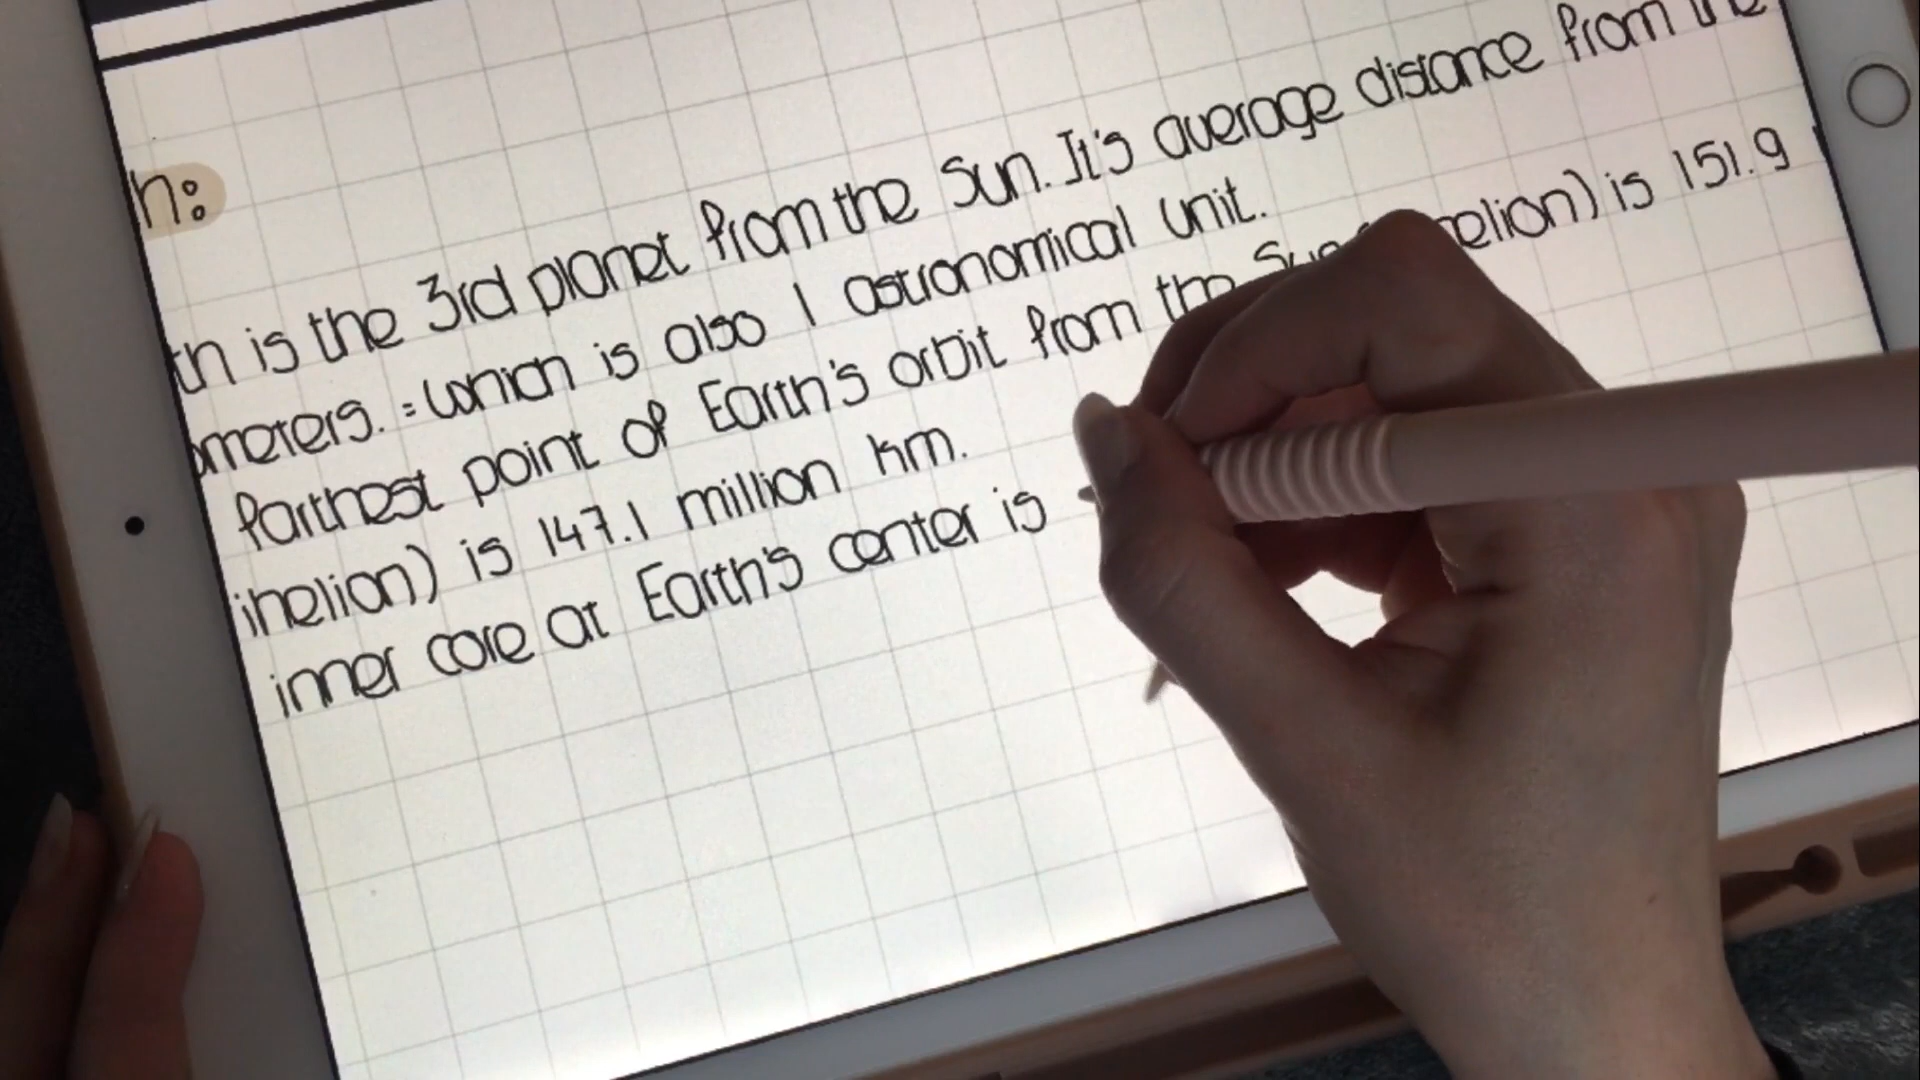 h:
th is the 3rd planet from the Sun. It's average distance from the
ometers. = which is also 1 astronomical unit.
farthest point of Earth's orbit from the Sun helion) is 151.9
ihelion) is 147.1 million km.
inner core at Earth's center is